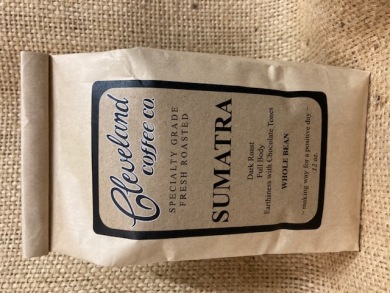 Cleveland
coffee co.
SPECIALTY GRADE
FRESH ROASTED
SUMATRA
Dark Roast
Full Body
Earthiness with Chocolate Tones
WHOLE BEAN
~ making way for a positive day ~
12 oz.